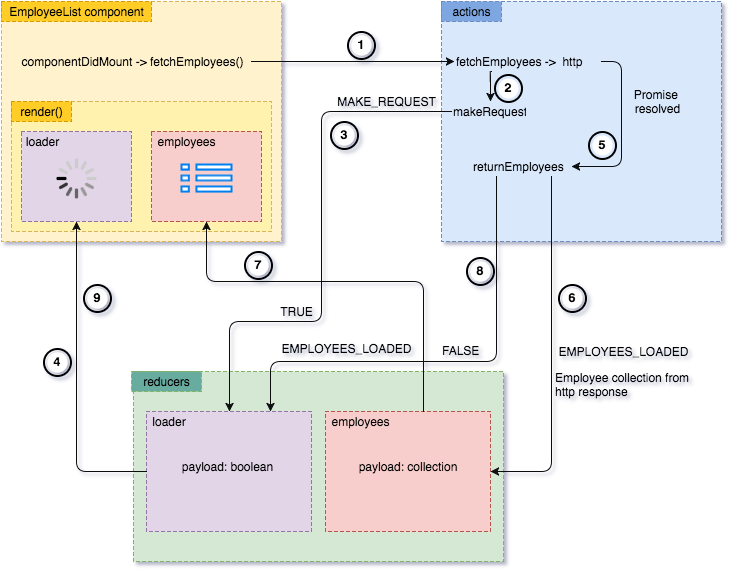 EmployeeList component
actions
componentDidMount -> fetchEmployees()
1
fetchEmployees -> http
2
MAKE_REQUEST
makeRequest
Promise
resolved
render()
3
5
loader
employees
returnEmployees
7
8
9
6
TRUE
EMPLOYEES_LOADED
FALSE
EMPLOYEES_LOADED
4
Employee collection from
http response
reducers
loader
employees
payload: boolean
payload: collection